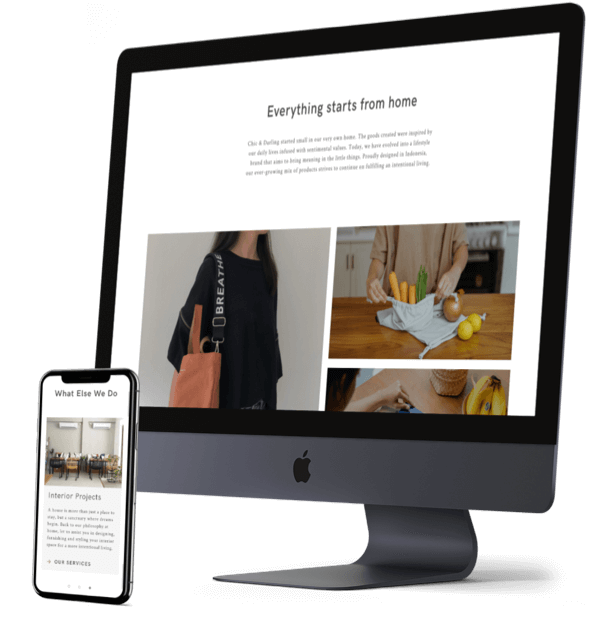 Everything starts from home
Chic & Darling started small in our very own home. The goods created were inspired by
our daily lives infused with sentimental values. Today, we have evolved into a lifestyle
brand that aims to bring meaning in the little things. Proudly designed in Indonesia,
our ever-growing mix of products strives to continue on fulfilling an intentional living.
BREATHE
What Else We Do
Interior Projects
A home is more than just a place to
stay, but a sanctuary where dreams
begin. Back to our philosophy at
home, let us assist you in designing,
furnishing and styling your interior
space for a more intentional living.
→ OUR SERVICES